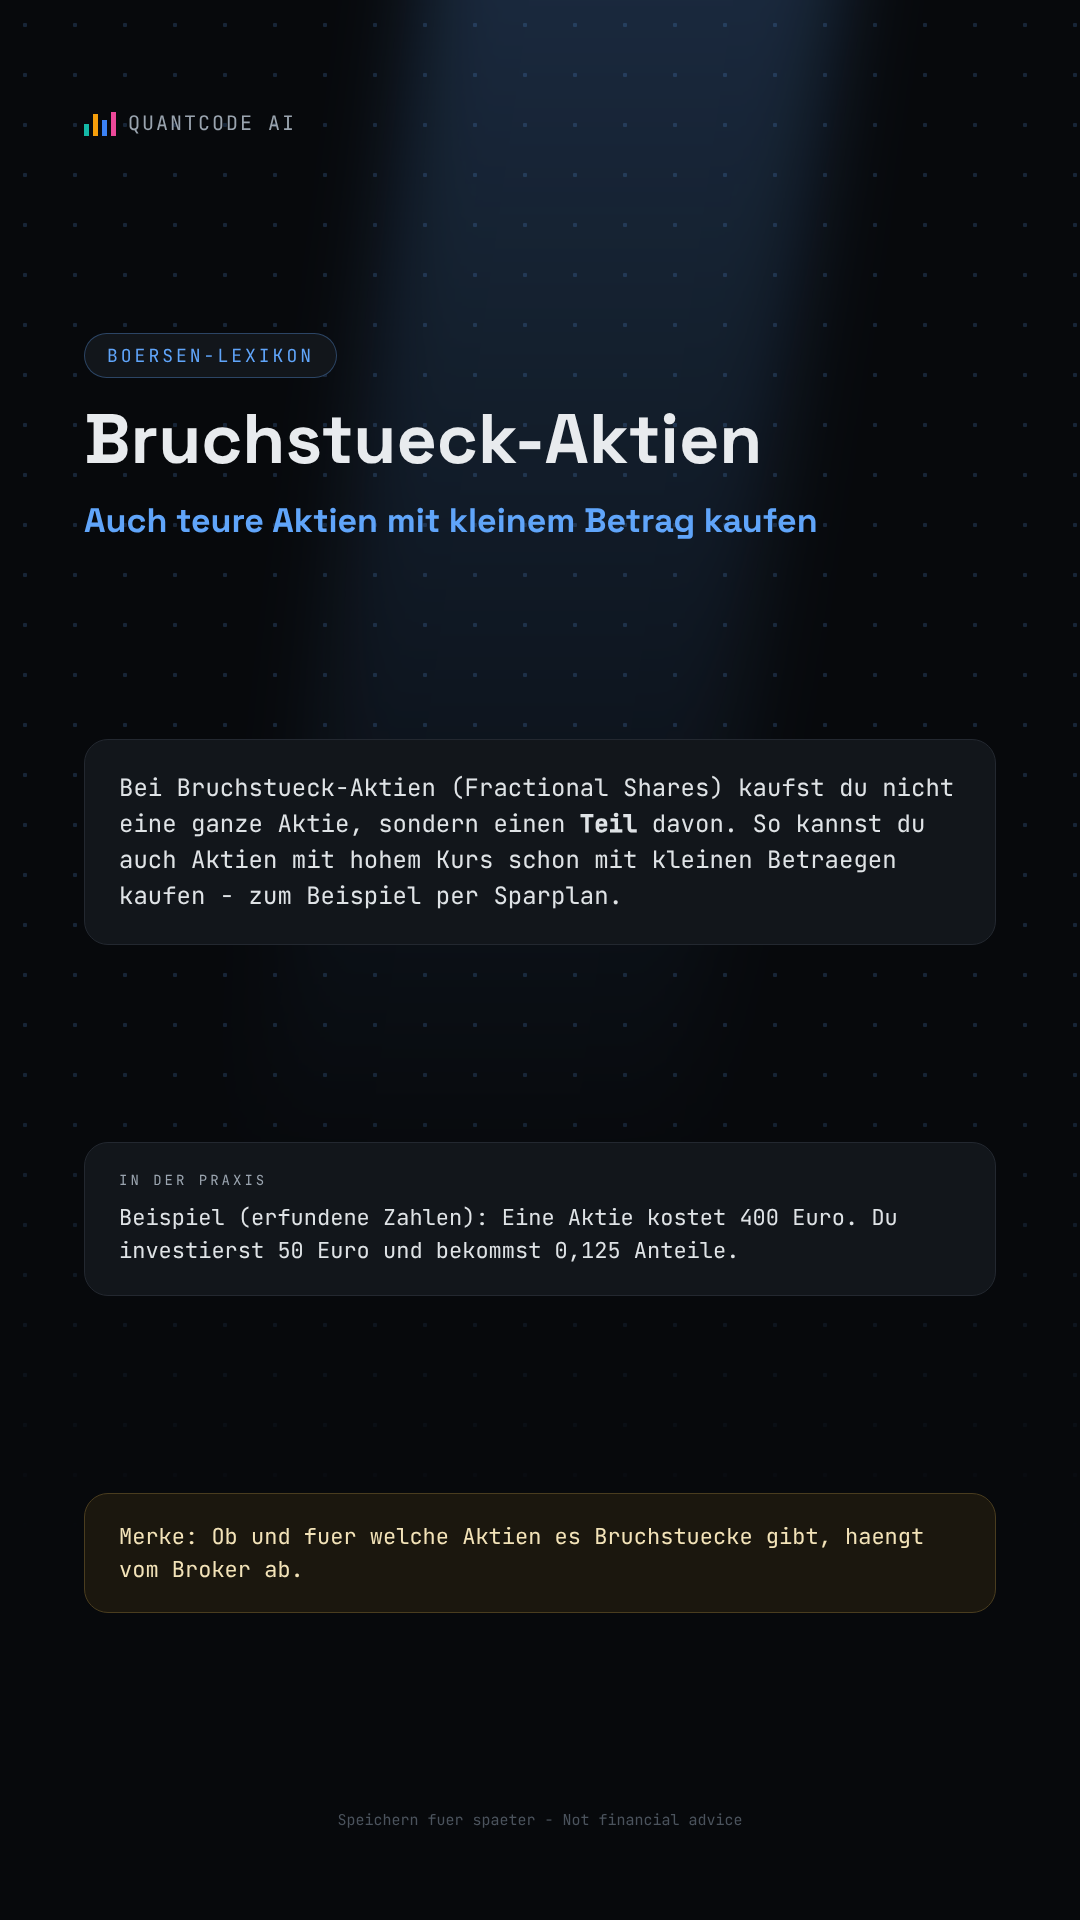 QUANTCODE AI
BOERSEN-LEXIKON
Bruchstueck-Aktien
Auch teure Aktien mit kleinem Betrag kaufen
Bei Bruchstueck-Aktien (Fractional Shares) kaufst du nicht
eine ganze Aktie, sondern einen Teil davon. So kannst du
auch Aktien mit hohem Kurs schon mit kleinen Betraegen
kaufen - zum Beispiel per Sparplan.
IN DER PRAXIS
Beispiel (erfundene Zahlen): Eine Aktie kostet 400 Euro. Du
investierst 50 Euro und bekommst 0,125 Anteile.
Merke: Ob und fuer welche Aktien es Bruchstuecke gibt, haengt
vom Broker ab.
Speichern fuer spaeter - Not financial advice